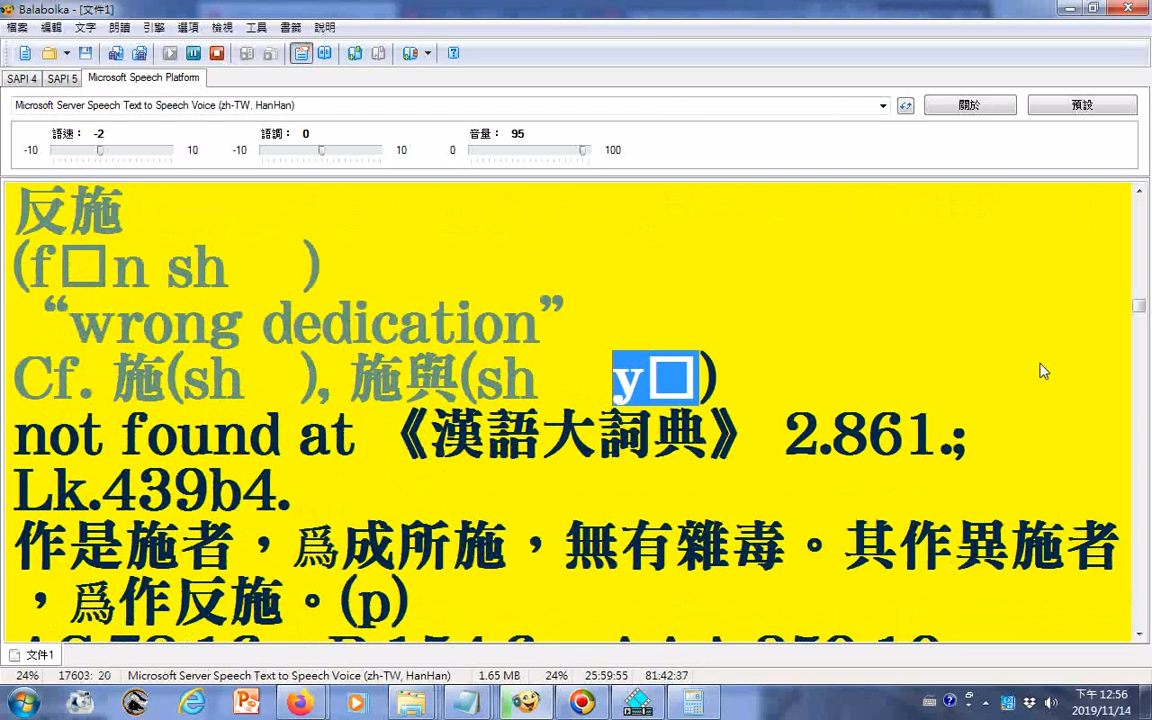 Balabolka - [文件1]
檔案 編輯 文字 朗讀 引擎 選項 檢視 工具 書籤 說明
SAPI 4 SAPI 5 Microsoft Speech Platform
Microsoft Server Speech Text to Speech Voice (zh-TW, HanHan) 關於 預設
語速： -2 語調： 0 音量： 95
-10 10 -10 10 0 100
反施
(f□n sh )
“wrong dedication”
Cf. 施(sh ), 施與(sh y□)
not found at 《漢語大詞典》 2.861.;
Lk.439b4.
作是施者，爲成所施，無有雜毒。其作異施者
，爲作反施。(p)
文件1
24% 17603: 20 Microsoft Server Speech Text to Speech Voice (zh-TW, HanHan) 1.65 MB 24% 25:59:55 81:42:37
下午 12:56
2019/11/14